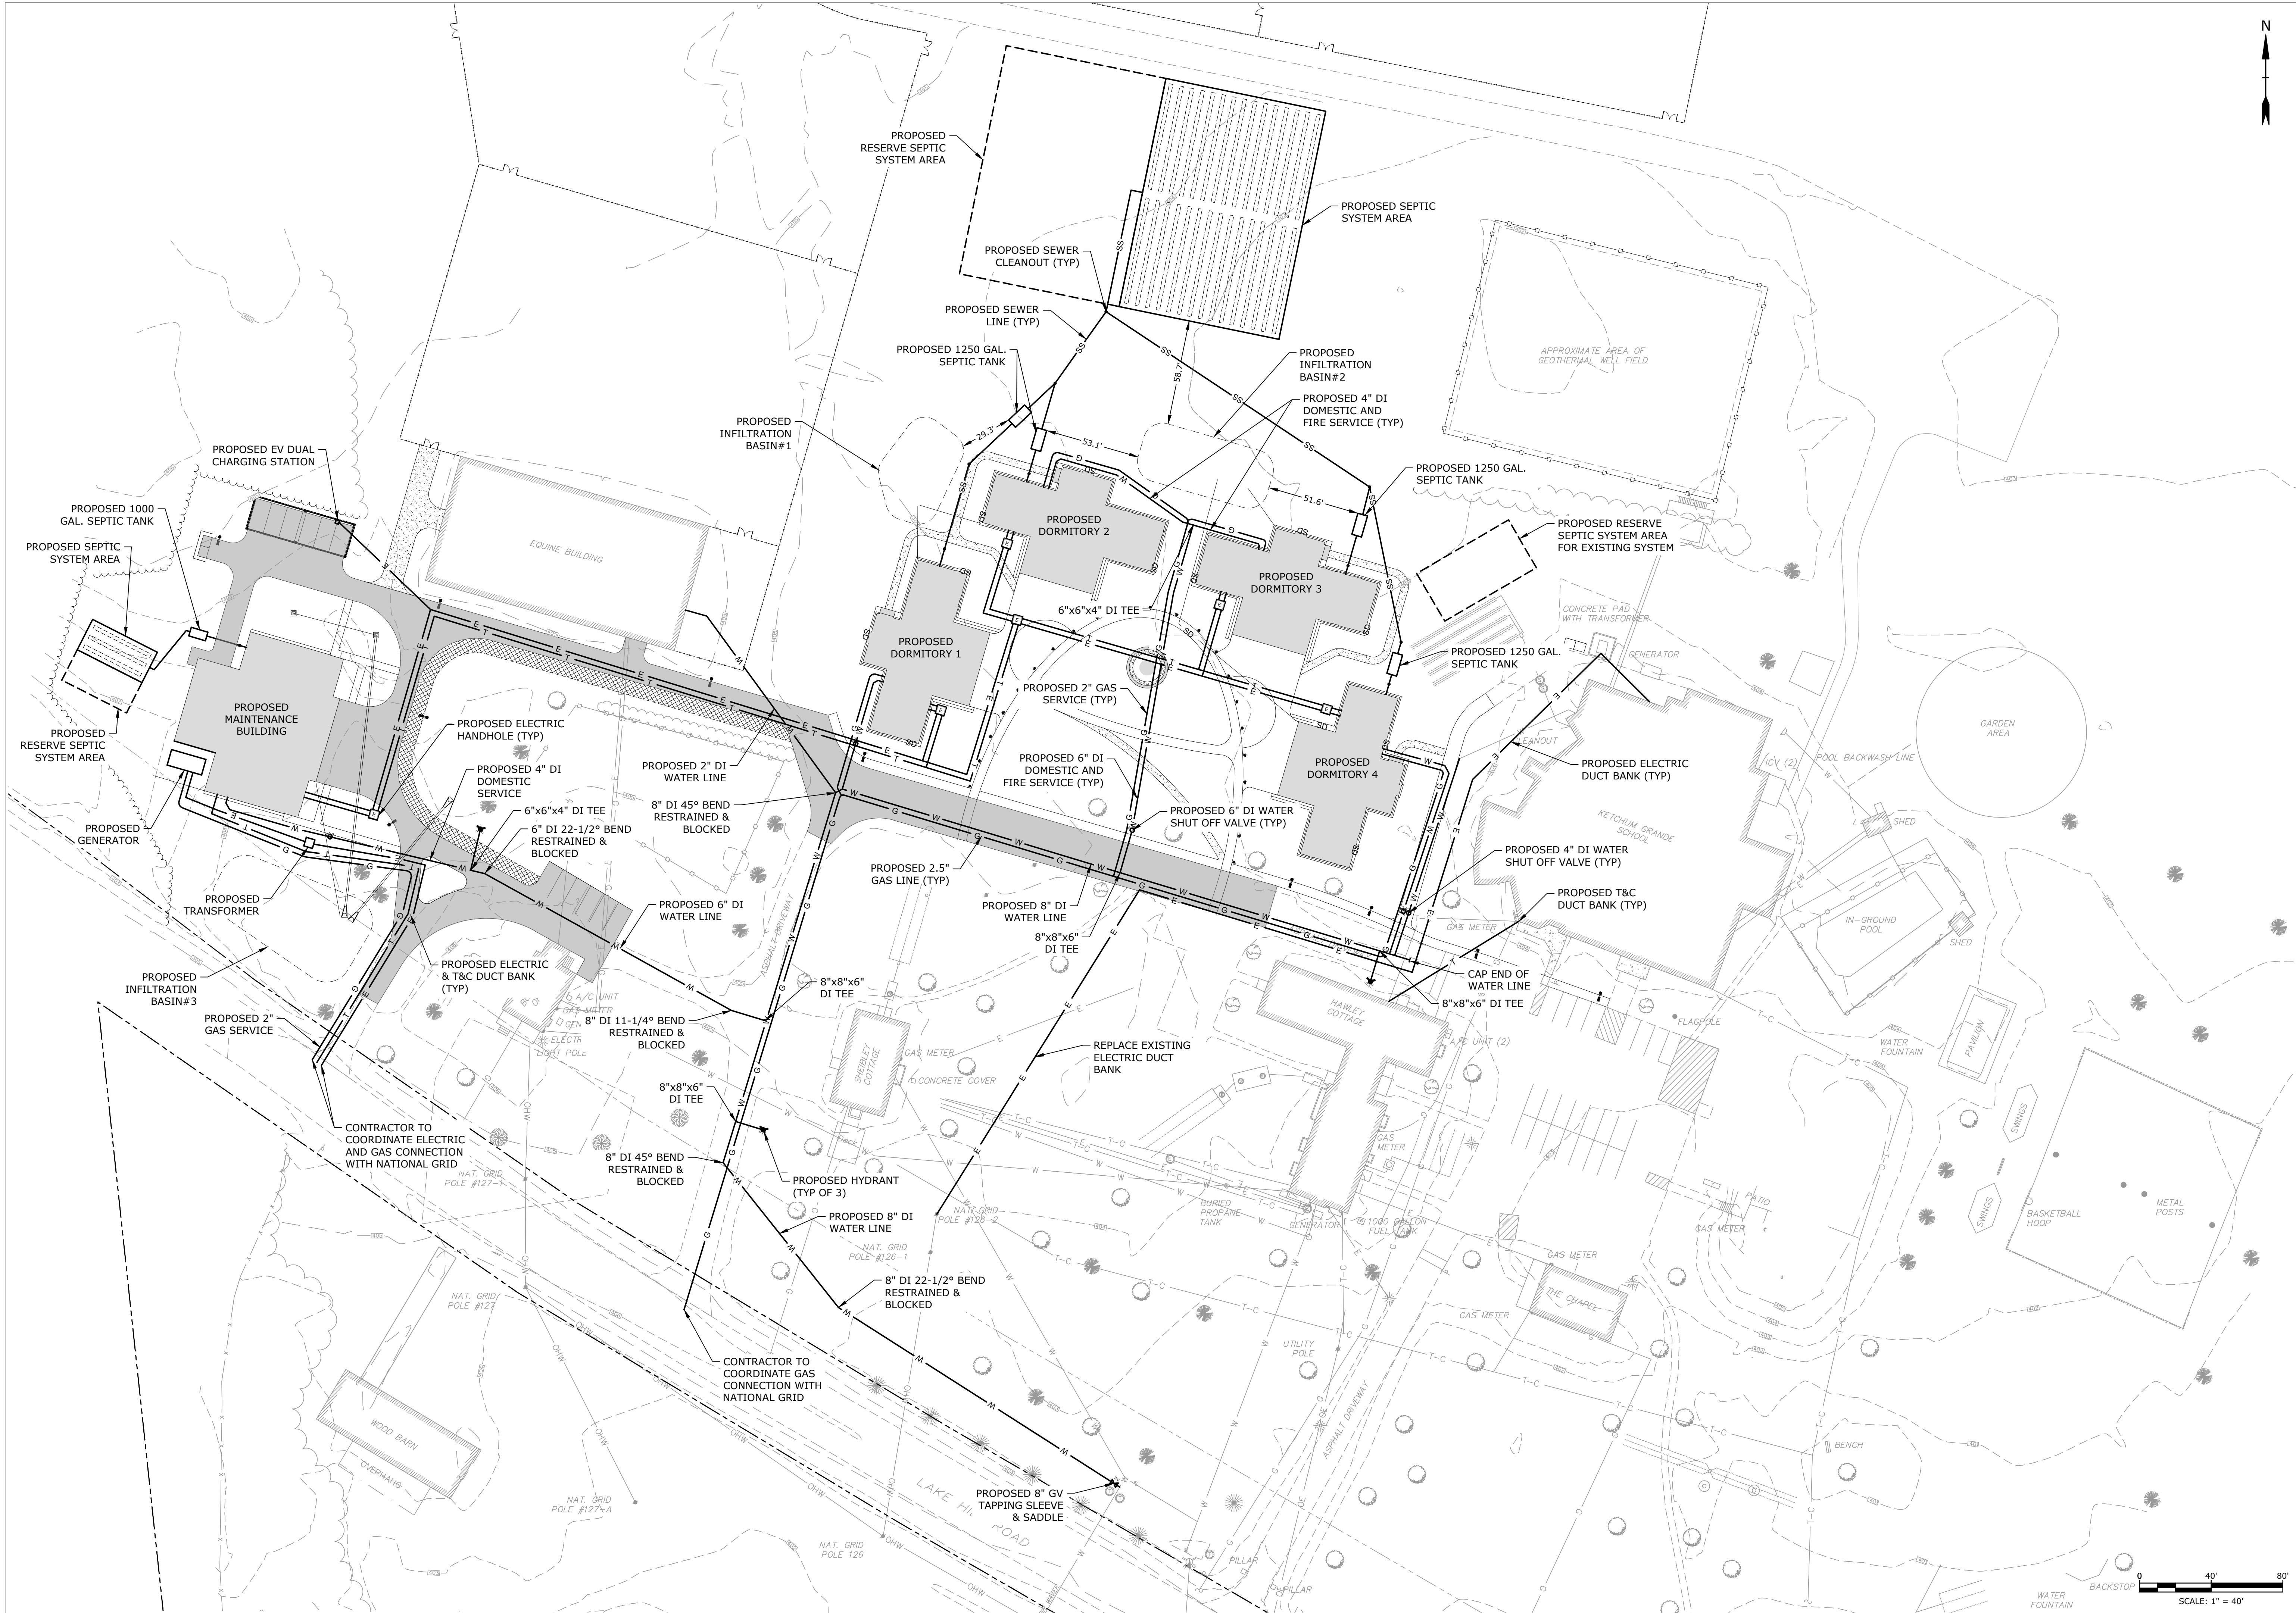 N
PROPOSED
RESERVE SEPTIC
SYSTEM AREA
PROPOSED SEPTIC
SYSTEM AREA
PROPOSED SEWER
CLEANOUT (TYP)
PROPOSED SEWER
LINE (TYP)
PROPOSED 1250 GAL.
SEPTIC TANK
PROPOSED
INFILTRATION
BASIN#2
PROPOSED 4" DI
DOMESTIC AND
FIRE SERVICE (TYP)
APPROXIMATE AREA OF
GEOTHERMAL WELL FIELD
PROPOSED
INFILTRATION
BASIN#1
29.3'
53.1'
58.7'
51.6'
PROPOSED EV DUAL
CHARGING STATION
PROPOSED 1000
GAL. SEPTIC TANK
PROPOSED SEPTIC
SYSTEM AREA
EQUINE BUILDING
PROPOSED 1250 GAL.
SEPTIC TANK
PROPOSED RESERVE
SEPTIC SYSTEM AREA
FOR EXISTING SYSTEM
PROPOSED
DORMITORY 2
PROPOSED
DORMITORY 3
6"x6"x4" DI TEE
CONCRETE PAD
WITH TRANSFORMER
GENERATOR
PROPOSED
DORMITORY 1
PROPOSED 1250 GAL.
SEPTIC TANK
PROPOSED 2" GAS
SERVICE (TYP)
PROPOSED
MAINTENANCE
BUILDING
PROPOSED
RESERVE SEPTIC
SYSTEM AREA
PROPOSED ELECTRIC
HANDHOLE (TYP)
PROPOSED 4" DI
DOMESTIC
SERVICE
6"x6"x4" DI TEE
6" DI 22-1/2° BEND
RESTRAINED &
BLOCKED
PROPOSED 2" DI
WATER LINE
8" DI 45° BEND
RESTRAINED &
BLOCKED
PROPOSED 6" DI
DOMESTIC AND
FIRE SERVICE (TYP)
PROPOSED
DORMITORY 4
PROPOSED 6" DI WATER
SHUT OFF VALVE (TYP)
LEANOUT
PROPOSED ELECTRIC
DUCT BANK (TYP)
ICV (2)
POOL BACKWASH LINE
GARDEN
AREA
KETCHUM GRANDE
SCHOOL
SHED
PROPOSED
GENERATOR
PROPOSED 2.5"
GAS LINE (TYP)
PROPOSED 4" DI WATER
SHUT OFF VALVE (TYP)
PROPOSED T&C
DUCT BANK (TYP)
IN-GROUND
POOL
SHED
PROPOSED
TRANSFORMER
PROPOSED 6" DI
WATER LINE
PROPOSED 8" DI
WATER LINE
8"x8"x6"
DI TEE
GAS METER
CAP END OF
WATER LINE
8"x8"x6" DI TEE
ASPHALT DRIVEWAY
PROPOSED
INFILTRATION
BASIN#3
PROPOSED ELECTRIC
& T&C DUCT BANK
(TYP)
A/C UNIT
GAS METER
LIGHT POLE
8"x8"x6"
DI TEE
8" DI 11-1/4° BEND
RESTRAINED &
BLOCKED
PROPOSED 2"
GAS SERVICE
HAWLEY
COTTAGE
A/C UNIT (2)
FLAGPOLE
WATER
FOUNTAIN
PAVILION
SHEIBLEY
COTTAGE
GAS METER
CONCRETE COVER
REPLACE EXISTING
ELECTRIC DUCT
BANK
8"x8"x6"
DI TEE
CONTRACTOR TO
COORDINATE ELECTRIC
AND GAS CONNECTION
WITH NATIONAL GRID
NAT. GRID
POLE #127-1
8" DI 45° BEND
RESTRAINED &
BLOCKED
Deck
PROPOSED HYDRANT
(TYP OF 3)
GAS
METER
SWINGS
SWINGS
PROPOSED 8" DI
WATER LINE
NAT. GRID
POLE #126-2
NAT. GRID
POLE #126-1
BURIED
PROPANE
TANK
GENERATOR
1000 GALLON
FUEL TANK
PATIO
GAS METER
BASKETBALL
HOOP
METAL
POSTS
8" DI 22-1/2° BEND
RESTRAINED &
BLOCKED
NAT. GRID
POLE #127
GAS METER
THE CHAPEL
GAS METER
UTILITY
POLE
CONTRACTOR TO
COORDINATE GAS
CONNECTION WITH
NATIONAL GRID
ASPHALT DRIVEWAY
WOOD BARN
OVERHANG
BENCH
NAT. GRID
POLE #127-A
LAKE HI
ROAD
PROPOSED 8" GV
TAPPING SLEEVE
& SADDLE
NAT. GRID
POLE 126
PILLAR
PILLAR
WATER
FOUNTAIN
BACKSTOP
0 40' 80'
SCALE: 1" = 40'